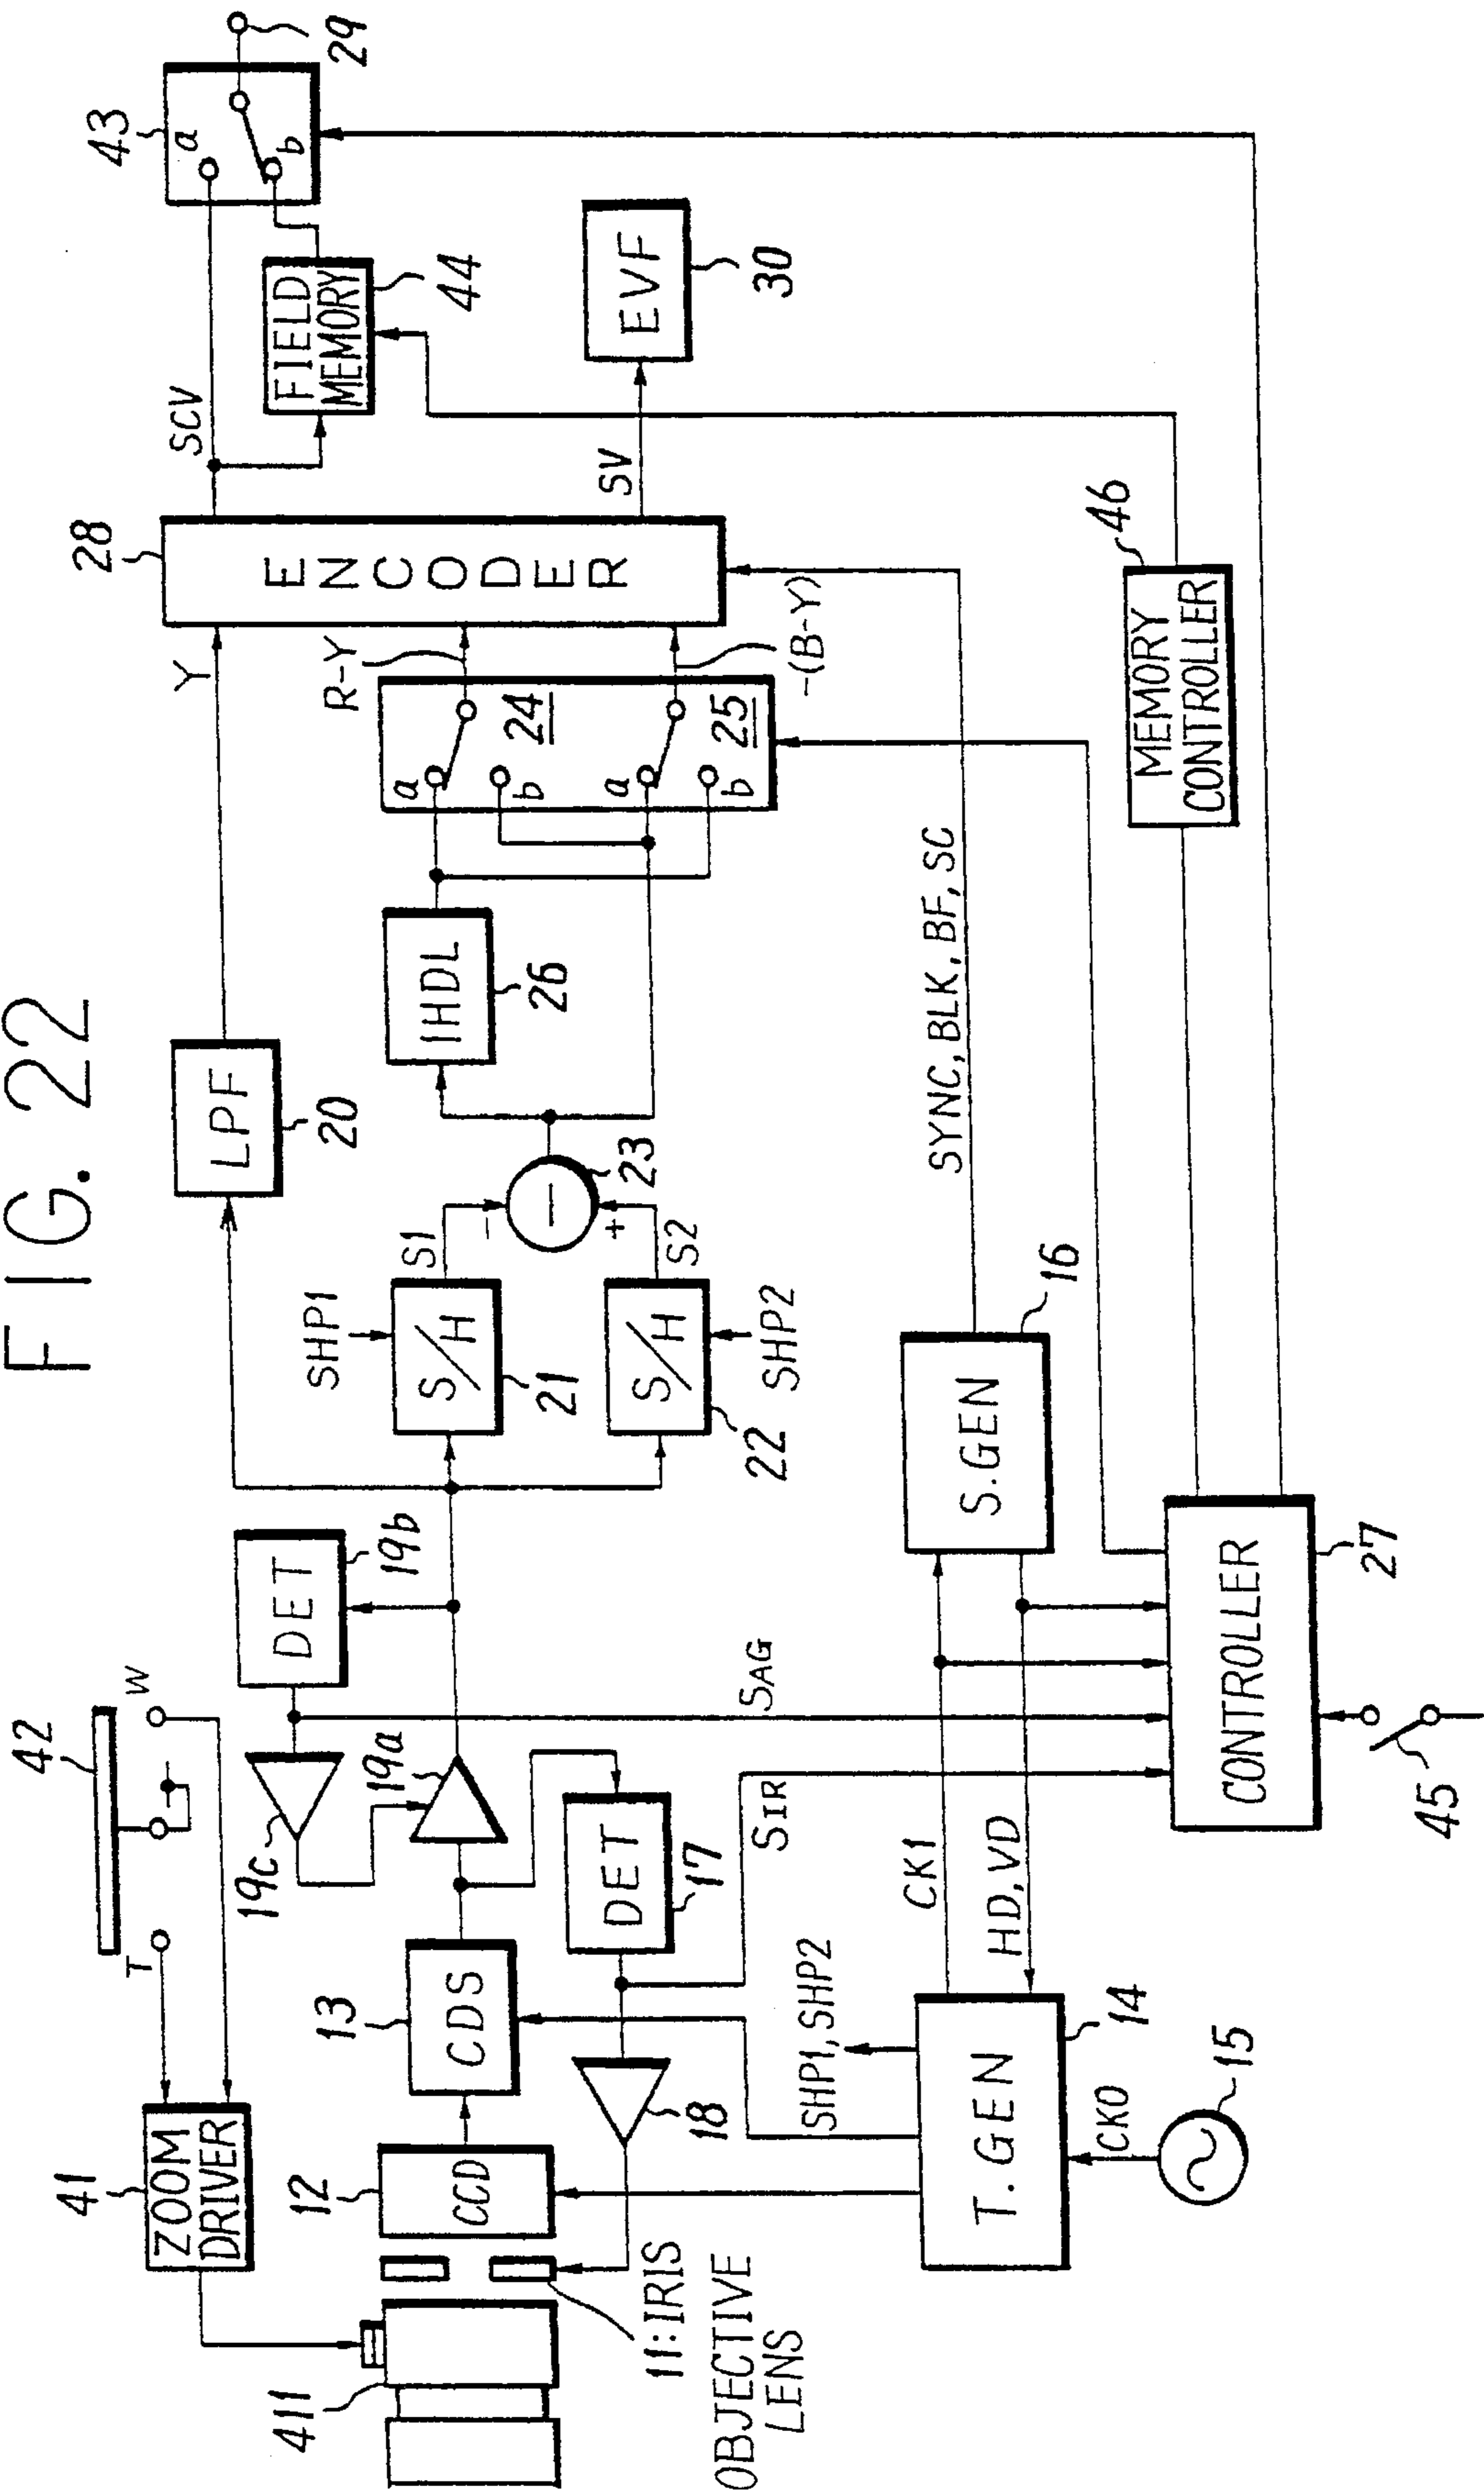 FIG. 22
42
T
W
41
ZOOM
DRIVER
411
OBJECTIVE
LENS
11:IRIS
12
CCD
13
CDS
19c
19a
DET
19b
DET
17
18
SIR
SAG
LPF
20
Y
SHP1
S/H
21
S1
S/H
22
S2
SHP2
-
+
−
23
1HDL
26
a
b
24
a
b
25
R-Y
-(B-Y)
28
ENCODER
SCV
SV
FIELD
MEMORY
44
43
a
b
29
EVF
30
SHP1, SHP2
T.GEN
14
CK0
15
CK1
HD, VD
S.GEN
16
SYNC, BLK, BF, SC
CONTROLLER
27
45
MEMORY
CONTROLLER
46